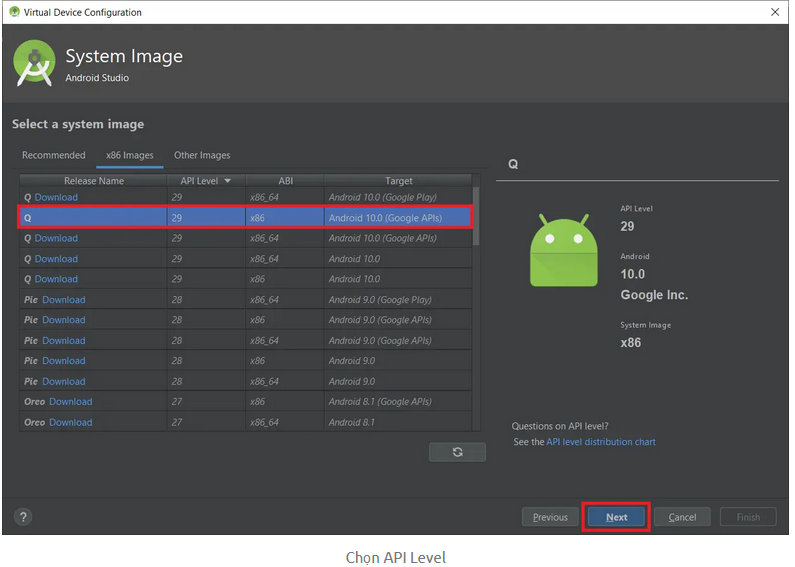 Virtual Device Configuration
System Image
Android Studio
Select a system image
Recommended x86 Images Other Images
Release Name API Level ABI Target
Q Download 29 x86_64 Android 10.0 (Google Play)
Q 29 x86 Android 10.0 (Google APIs)
Q Download 29 x86_64 Android 10.0 (Google APIs)
Q Download 29 x86_64 Android 10.0
Q Download 29 x86 Android 10.0
Pie Download 28 x86_64 Android 9.0 (Google Play)
Pie Download 28 x86 Android 9.0 (Google APIs)
Pie Download 28 x86_64 Android 9.0 (Google APIs)
Pie Download 28 x86 Android 9.0
Pie Download 28 x86_64 Android 9.0
Oreo Download 27 x86 Android 8.1 (Google APIs)
Oreo Download 27 x86_64 Android 8.1
Q
API Level
29
Android
10.0
Google Inc.
System Image
x86
Questions on API level?
See the API level distribution chart
? Previous Next Cancel Finish
Chọn API Level